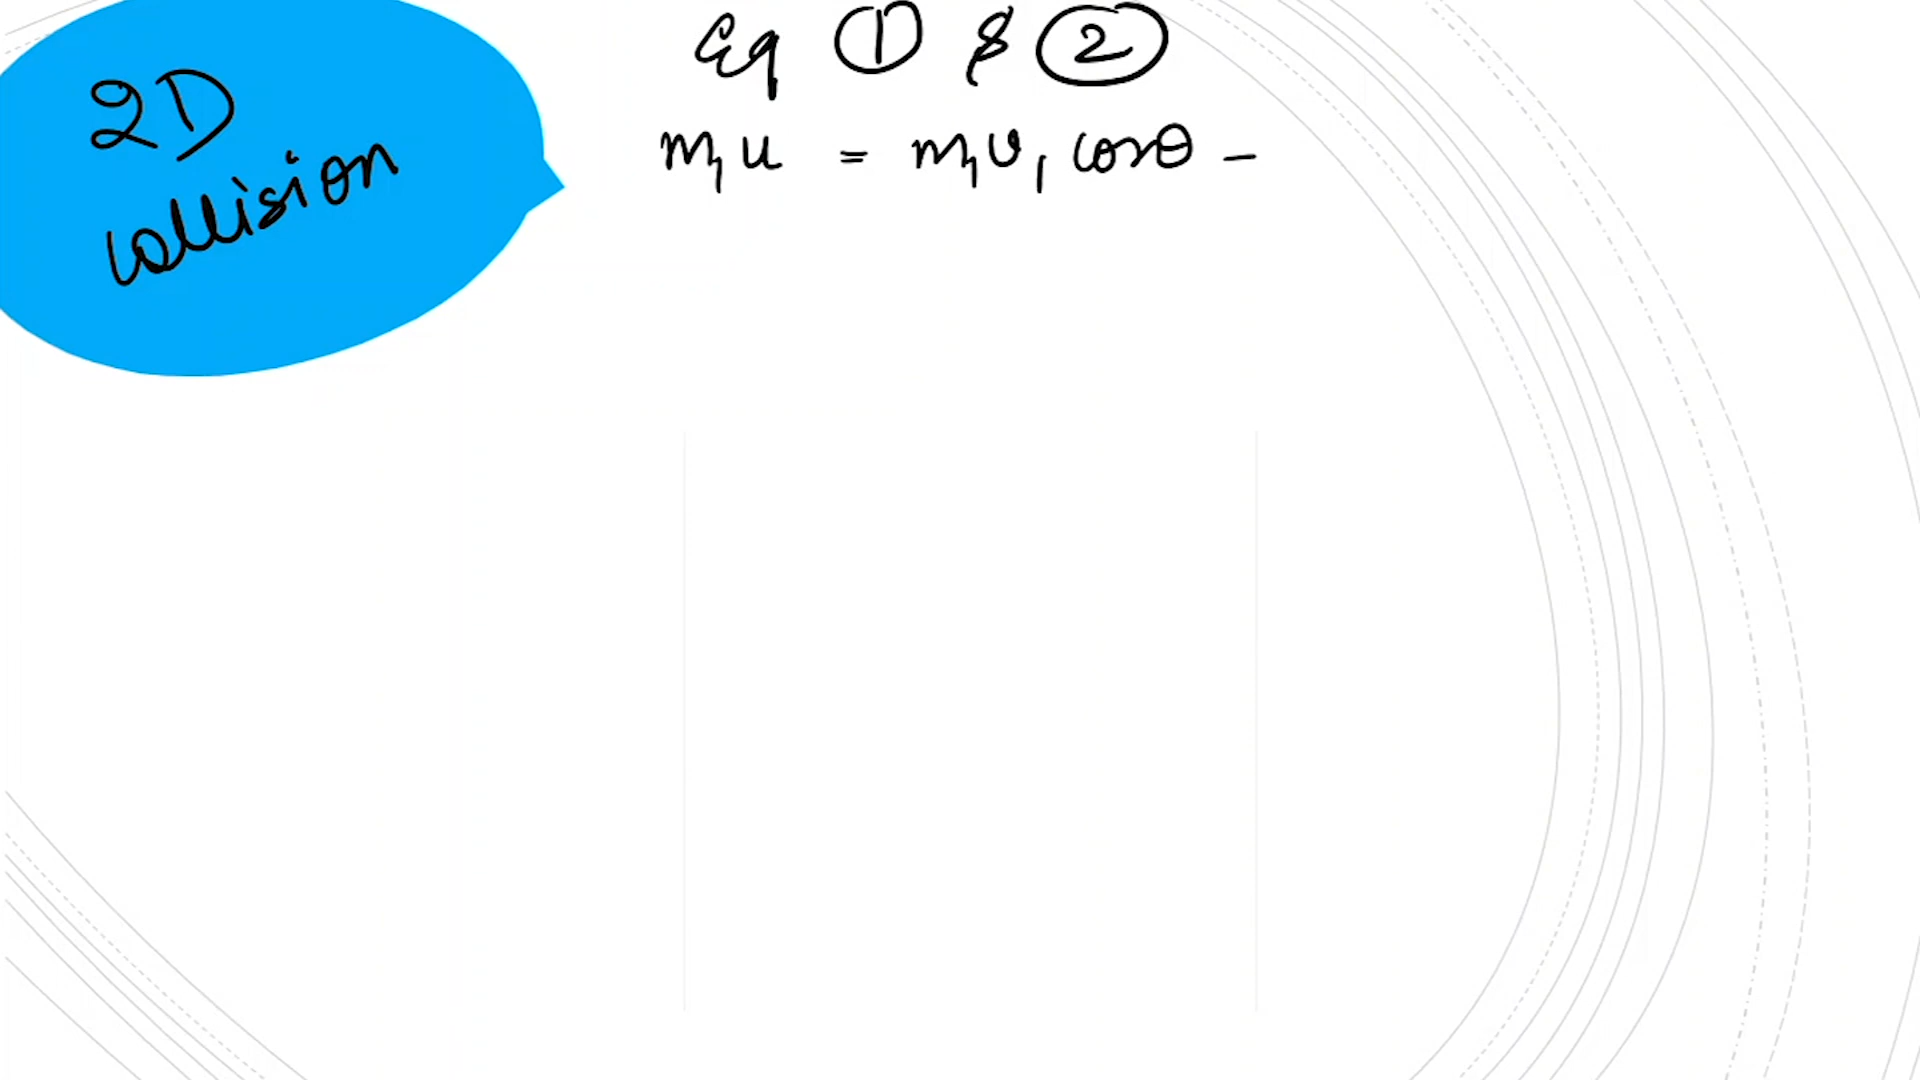 2D
collision
Eq ① & ②
m₁u = m₁v₁ cosθ –